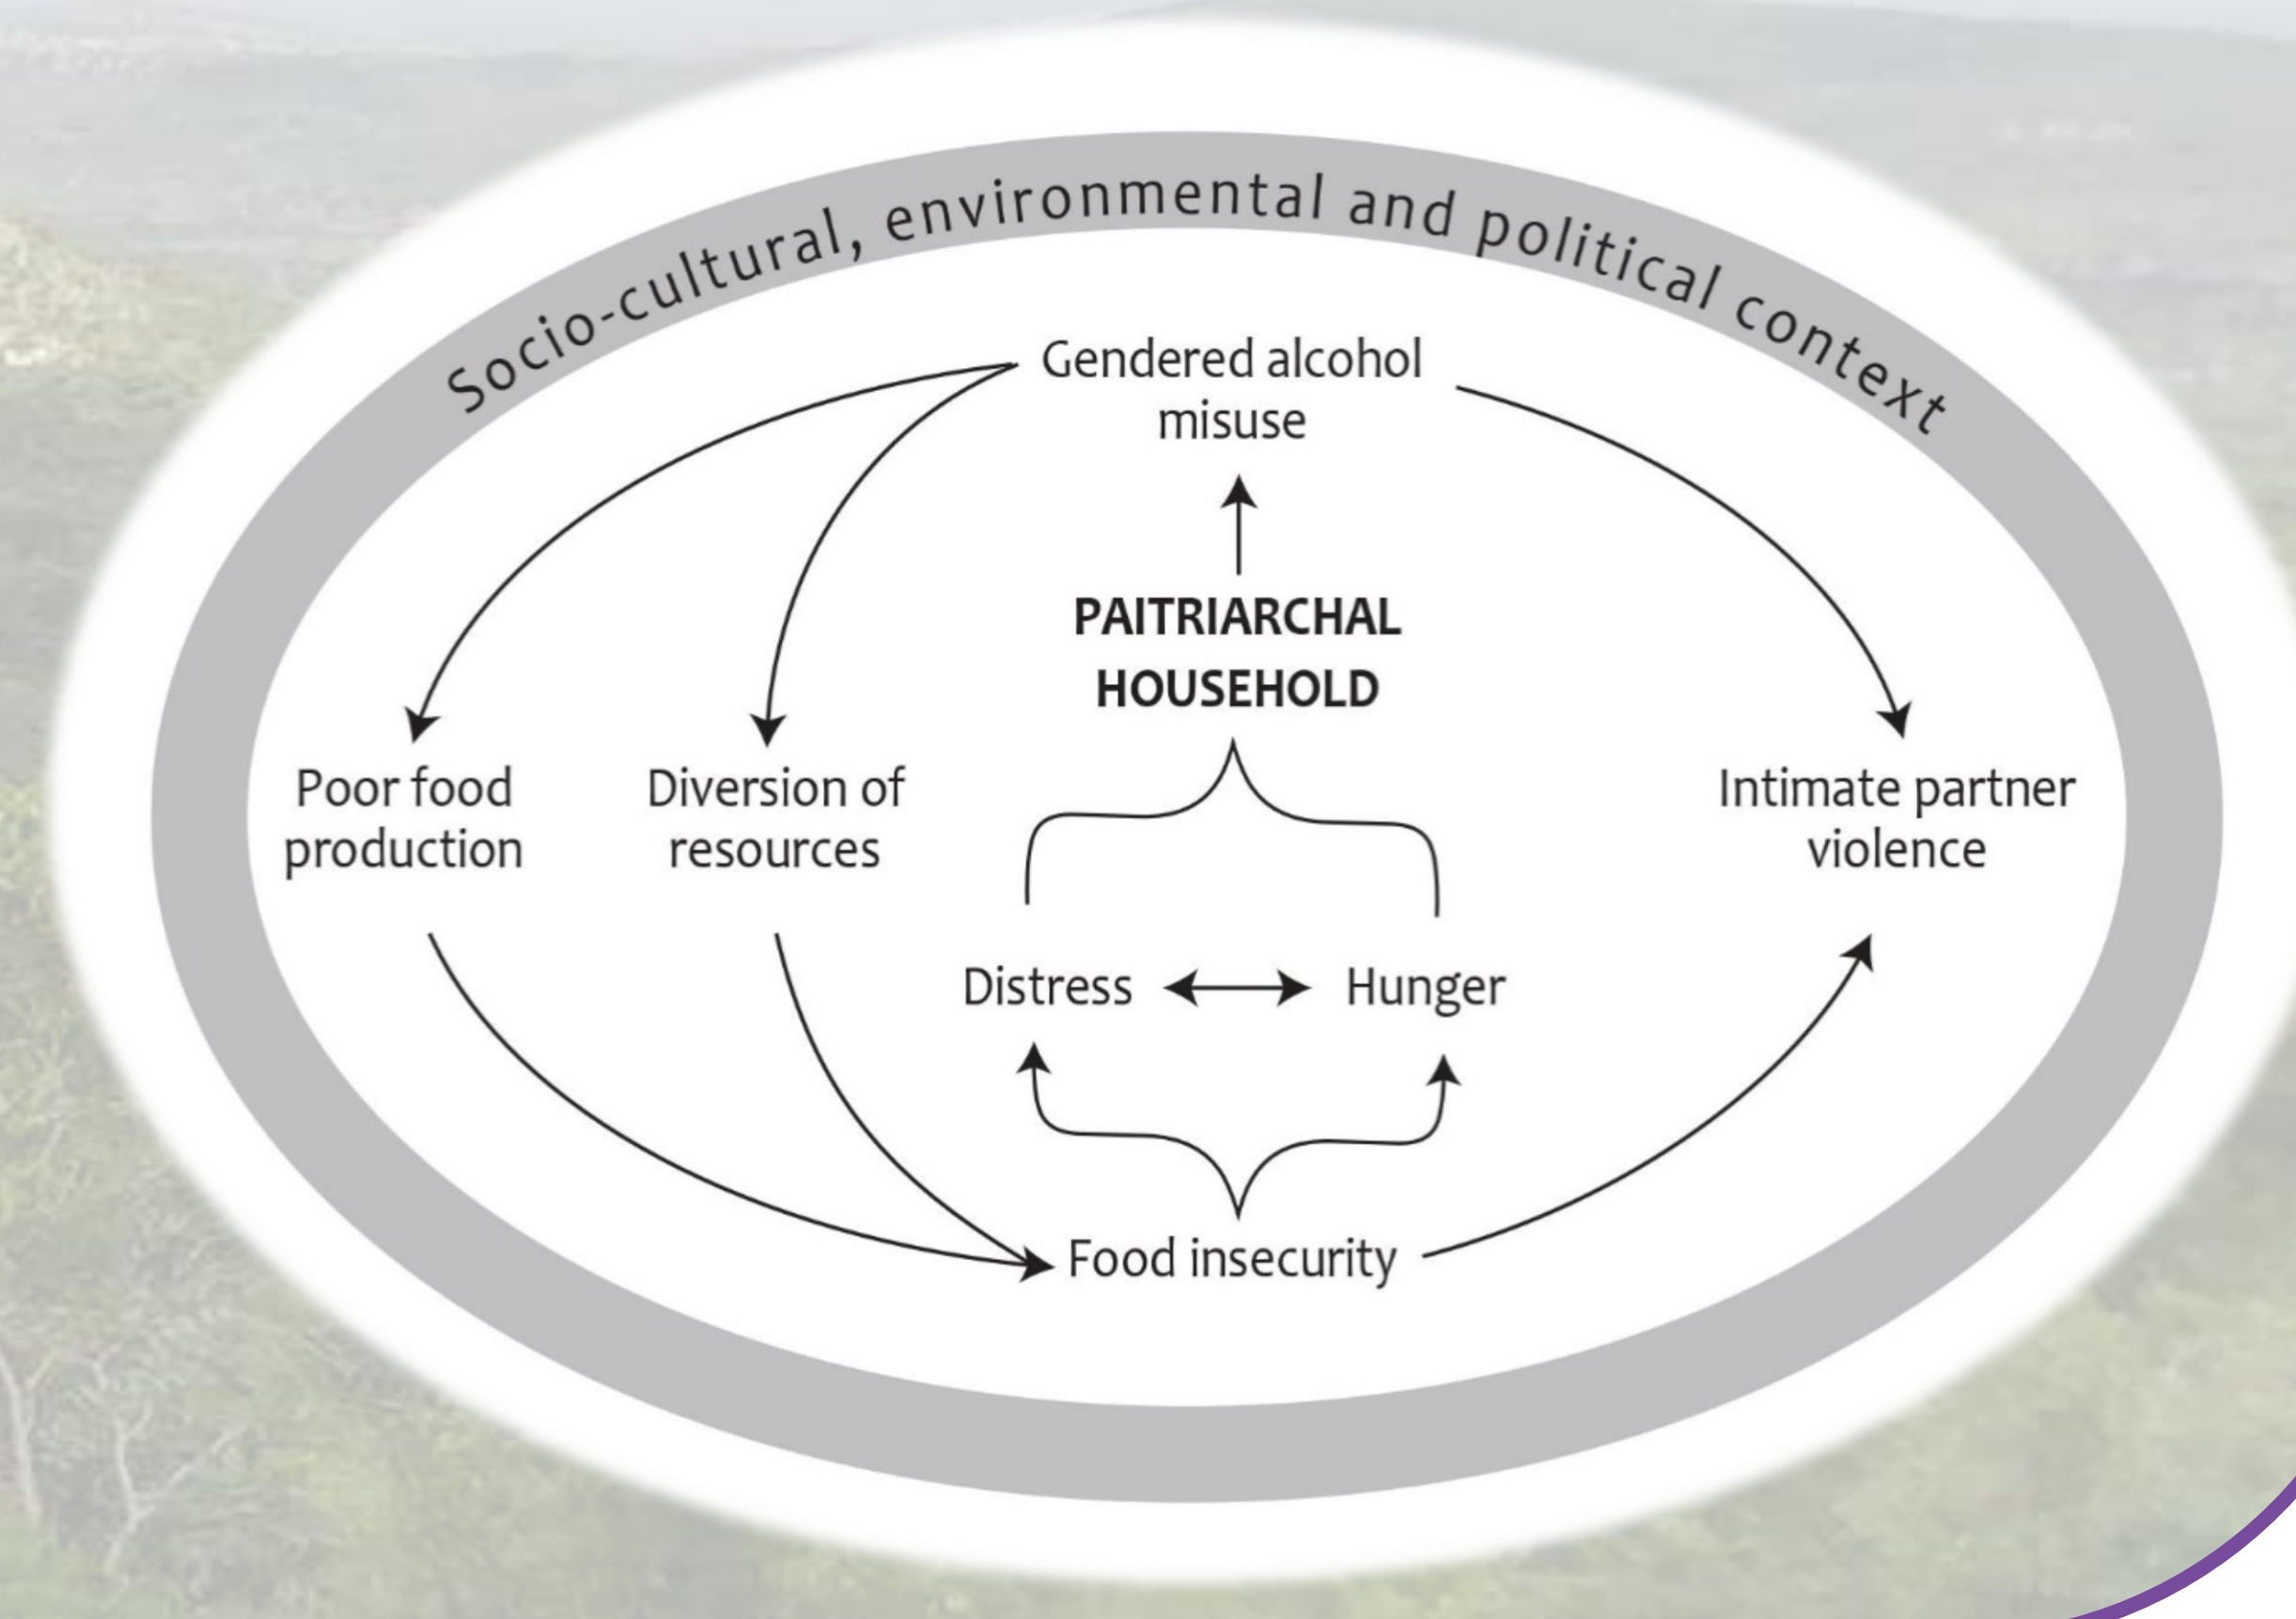 Socio-cultural, environmental and political context
Gendered alcohol
misuse
PAITRIARCHAL
HOUSEHOLD
Poor food
production
Diversion of
resources
Intimate partner
violence
Distress
Hunger
Food insecurity